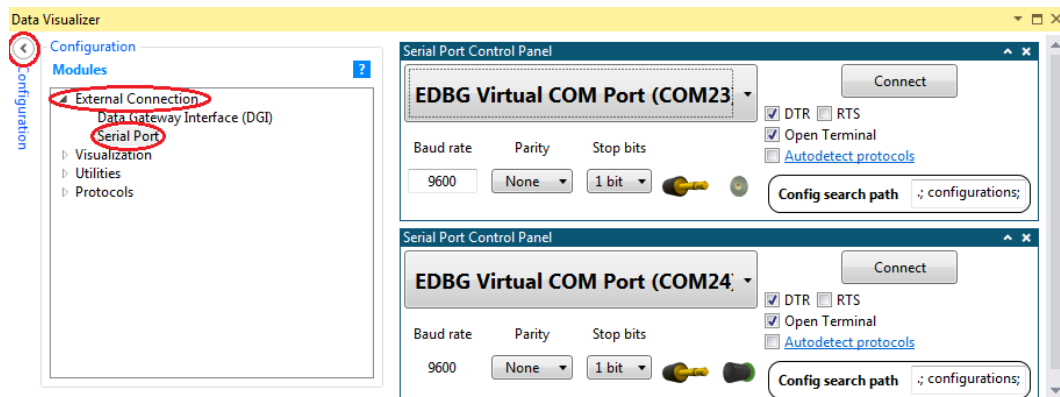 Data Visualizer
Configuration
Configuration
Modules
?
External Connection
Data Gateway Interface (DGI)
Serial Port
Visualization
Utilities
Protocols
Serial Port Control Panel
EDBG Virtual COM Port (COM23
Connect
DTR RTS
Open Terminal
Autodetect protocols
Baud rate Parity Stop bits
9600 None 1 bit
Config search path .; configurations;
Serial Port Control Panel
EDBG Virtual COM Port (COM24)
Connect
DTR RTS
Open Terminal
Autodetect protocols
Baud rate Parity Stop bits
9600 None 1 bit
Config search path .; configurations;